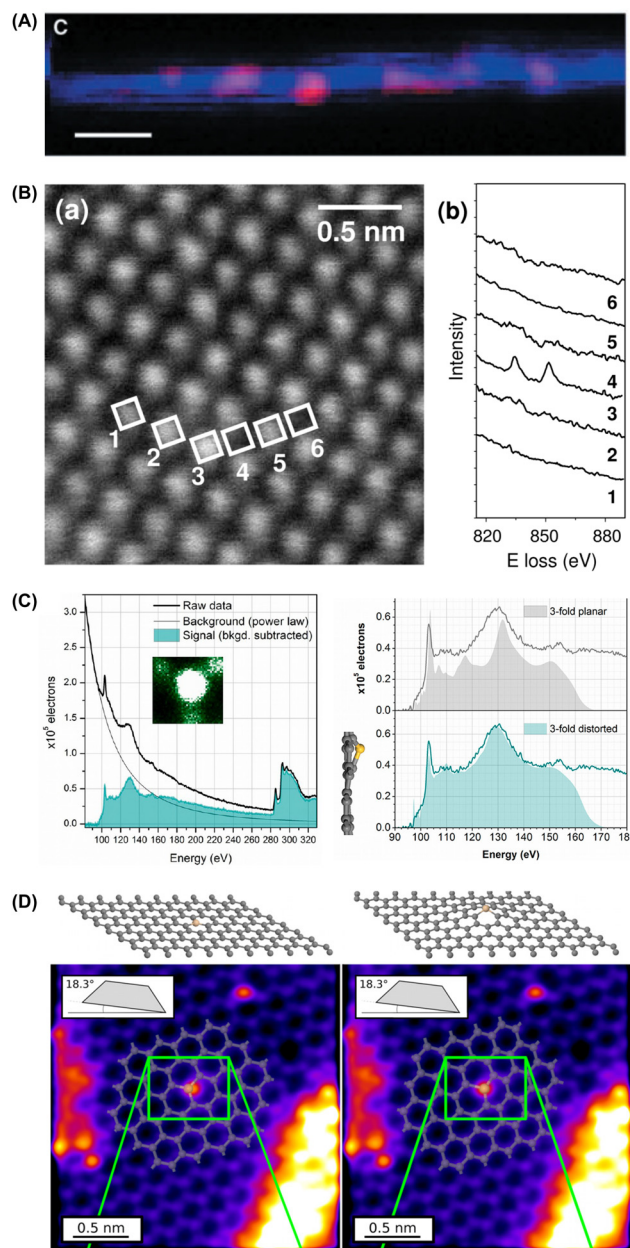 (A)
C
(B)
(a)
0.5 nm
1
2
3
4
5
6
(b)
Intensity
6
5
4
3
2
1
820
850
880
E loss (eV)
(C)
3.0
2.5
2.0
1.5
1.0
0.5
0.0
x10⁵ electrons
Raw data
Background (power law)
Signal (bkgd. subtracted)
100 120 140 160 180 200 220 240 260 280 300 320
Energy (eV)
0.6
0.4
0.2
0.0
x10⁵ electrons
3-fold planar
0.6
0.4
0.2
0.0
x10⁵ electrons
3-fold distorted
90 100 110 120 130 140 150 160 170 180
Energy (eV)
(D)
18.3°
0.5 nm
18.3°
0.5 nm